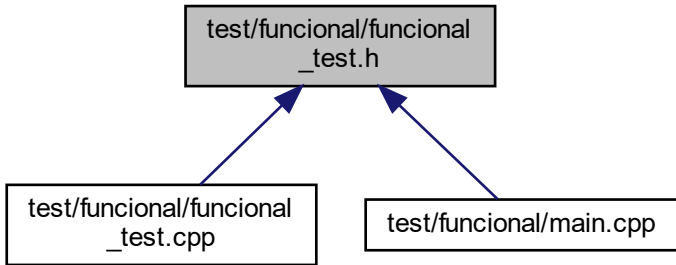 test/funcional/funcional
_test.h
test/funcional/funcional
_test.cpp
test/funcional/main.cpp